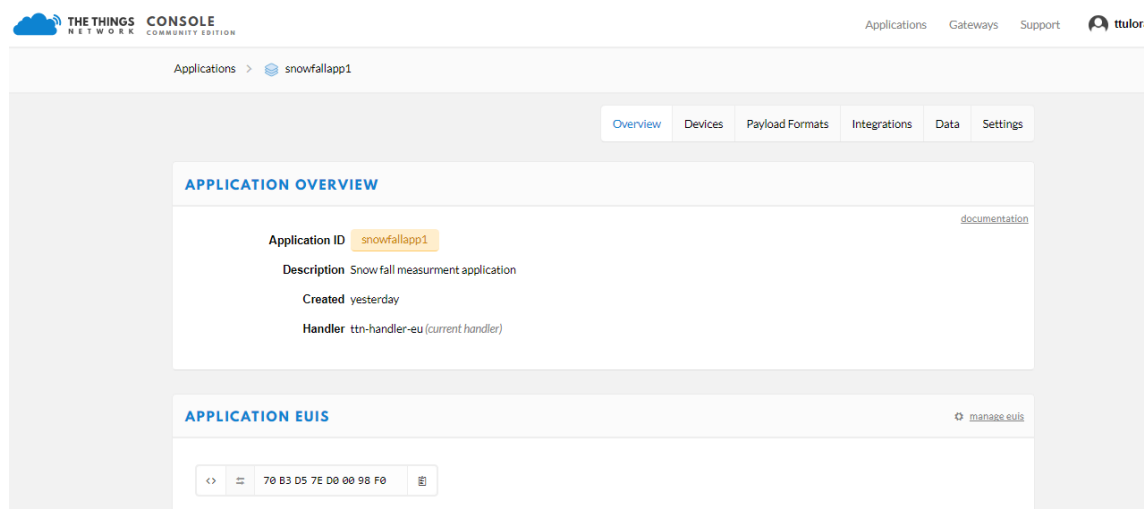 THE THINGS NETWORK CONSOLE COMMUNITY EDITION
Applications Gateways Support ttulor
Applications > snowfallapp1
Overview Devices Payload Formats Integrations Data Settings
APPLICATION OVERVIEW
documentation
Application ID snowfallapp1
Description Snow fall measurment application
Created yesterday
Handler ttn-handler-eu (current handler)
APPLICATION EUIS manage euis
<> 70 B3 D5 7E D0 00 98 F0